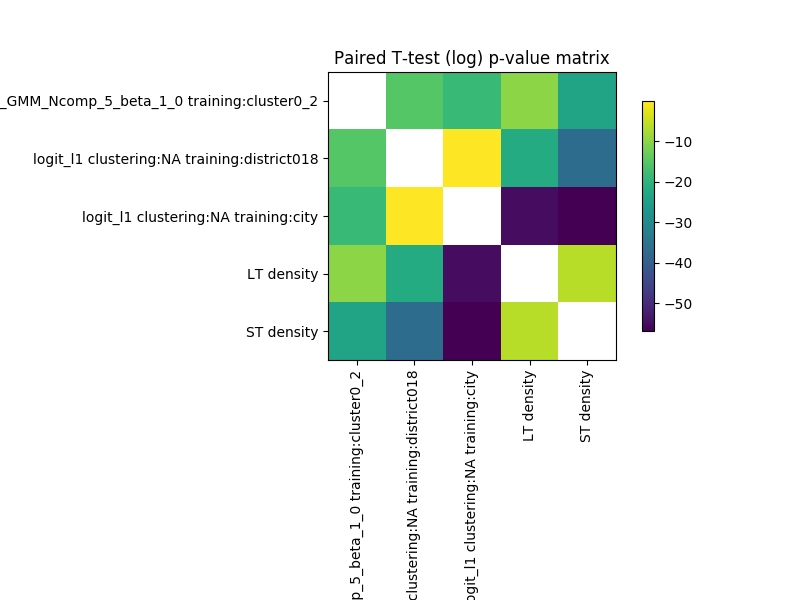 Paired T-test (log) p-value matrix
_GMM_Ncomp_5_beta_1_0 training:cluster0_2
logit_l1 clustering:NA training:district018
logit_l1 clustering:NA training:city
LT density
ST density
−10
−20
−30
−40
−50
p_5_beta_1_0 training:cluster0_2
clustering:NA training:district018
ogit_l1 clustering:NA training:city
LT density
ST density